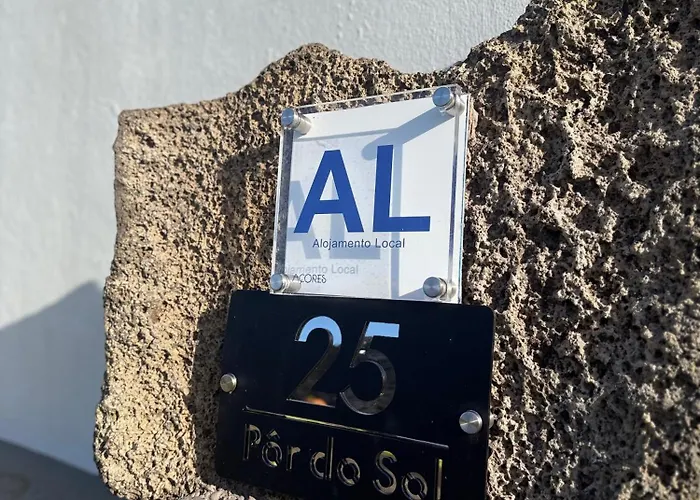 AL
Alojamento Local
AÇORES
25
Pôr do Sol